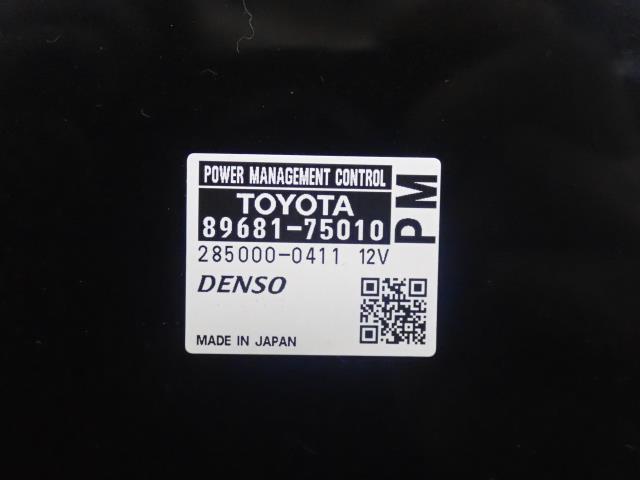 POWER MANAGEMENT CONTROL
TOYOTA
89681-75010
PM
285000-0411 12V
DENSO
MADE IN JAPAN